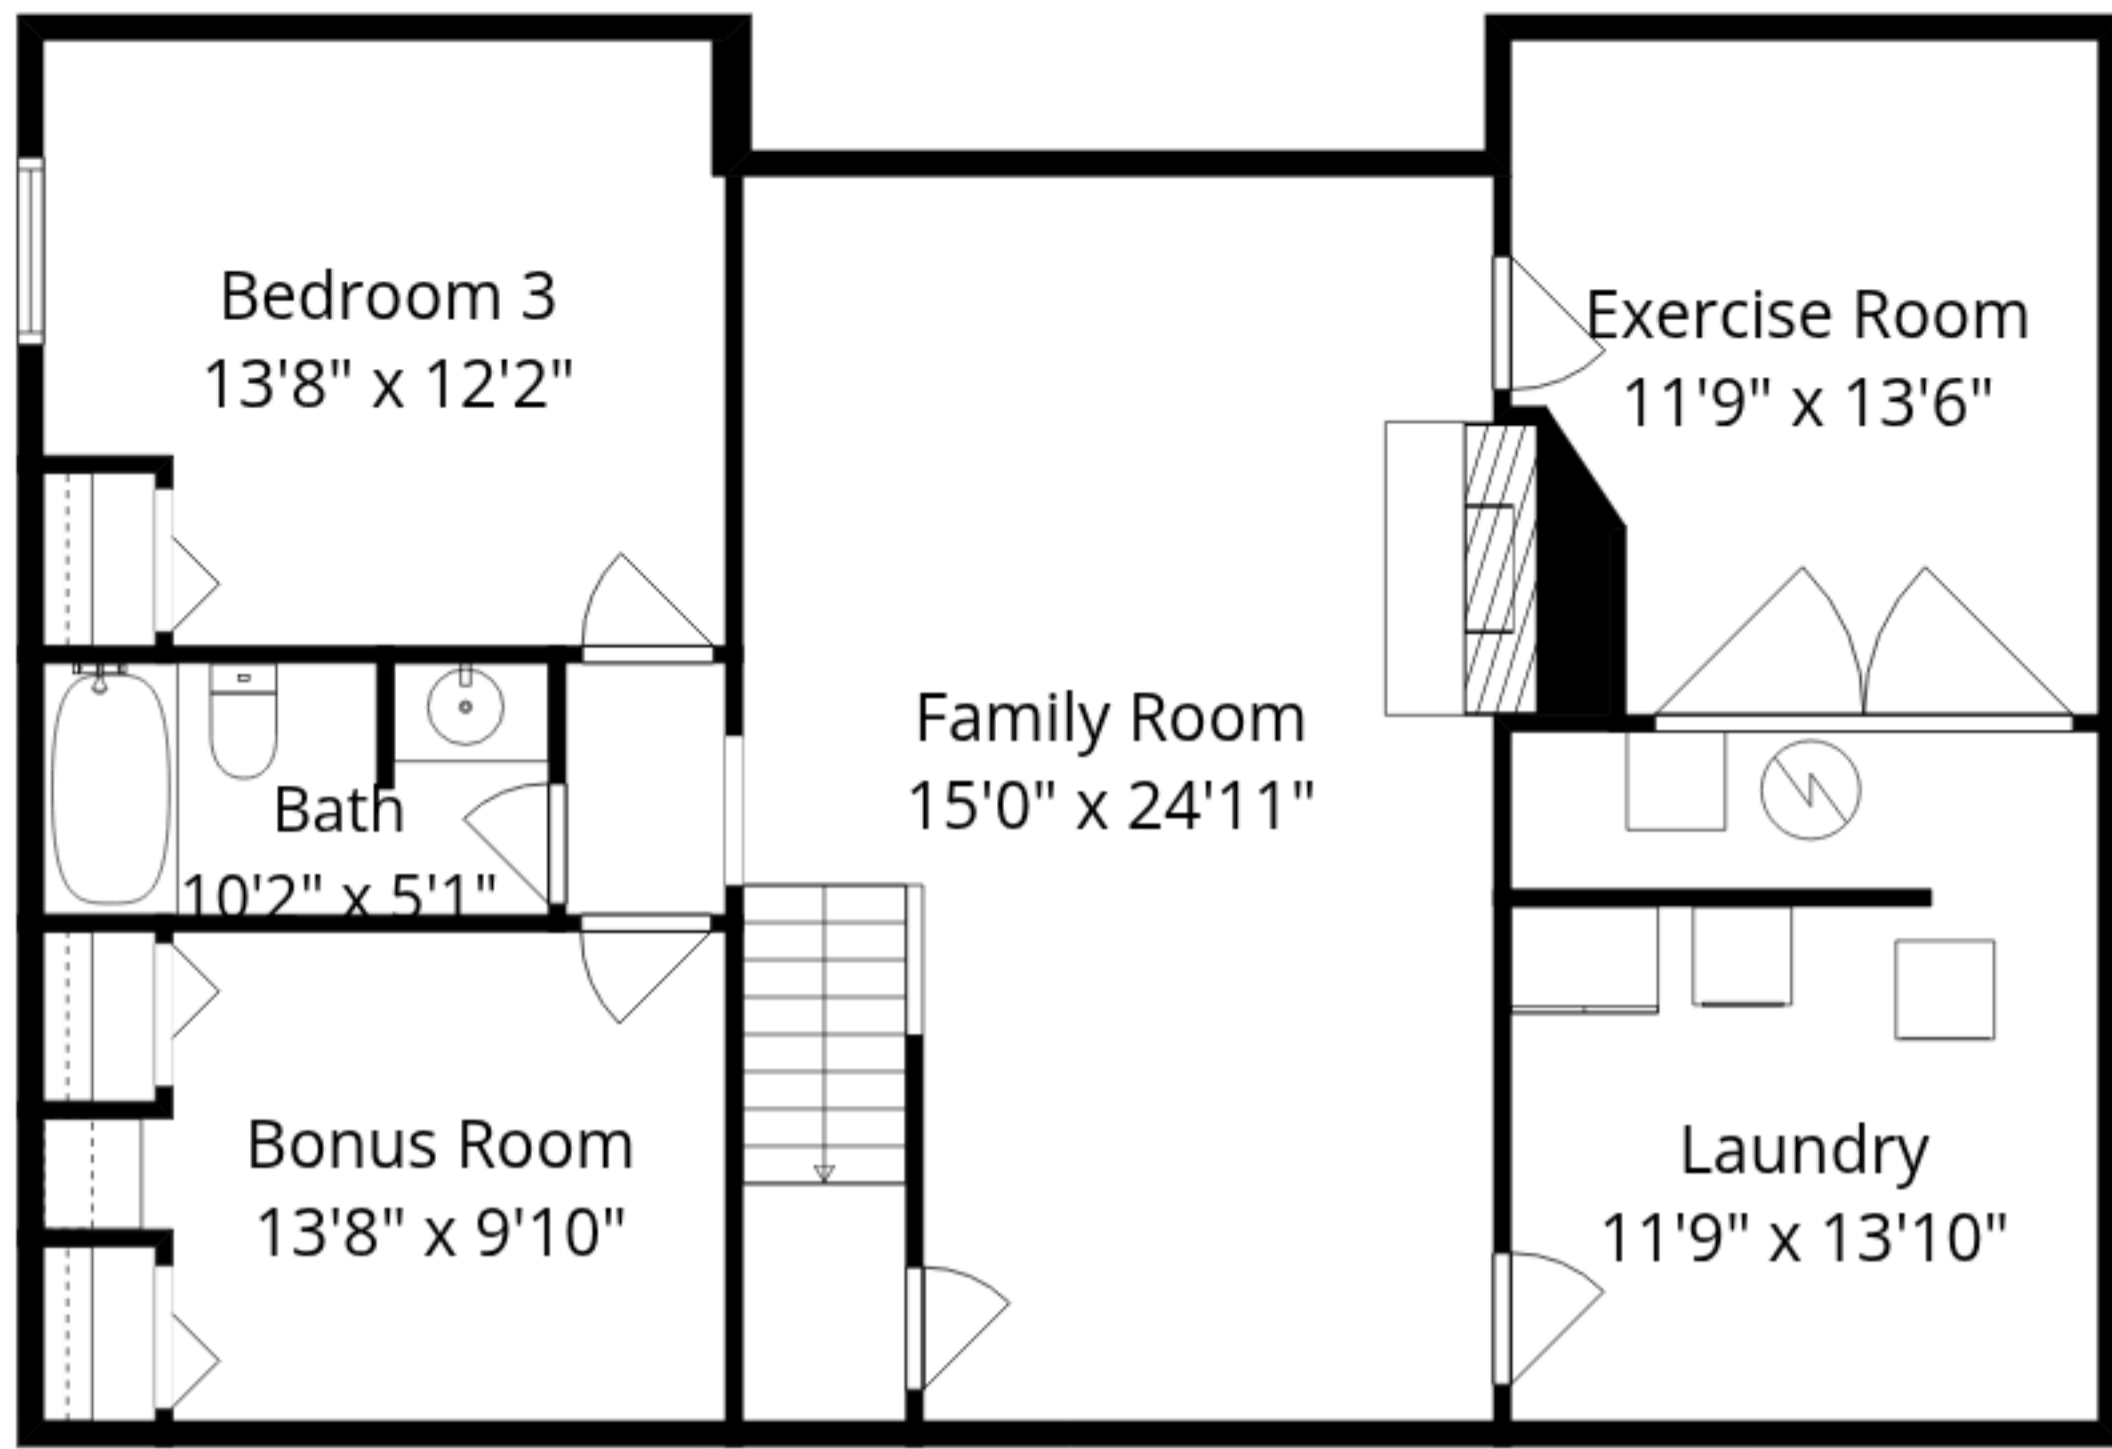 Bedroom 3
13'8" x 12'2"
Exercise Room
11'9" x 13'6"
Family Room
15'0" x 24'11"
Bath
10'2" x 5'1"
Bonus Room
13'8" x 9'10"
Laundry
11'9" x 13'10"